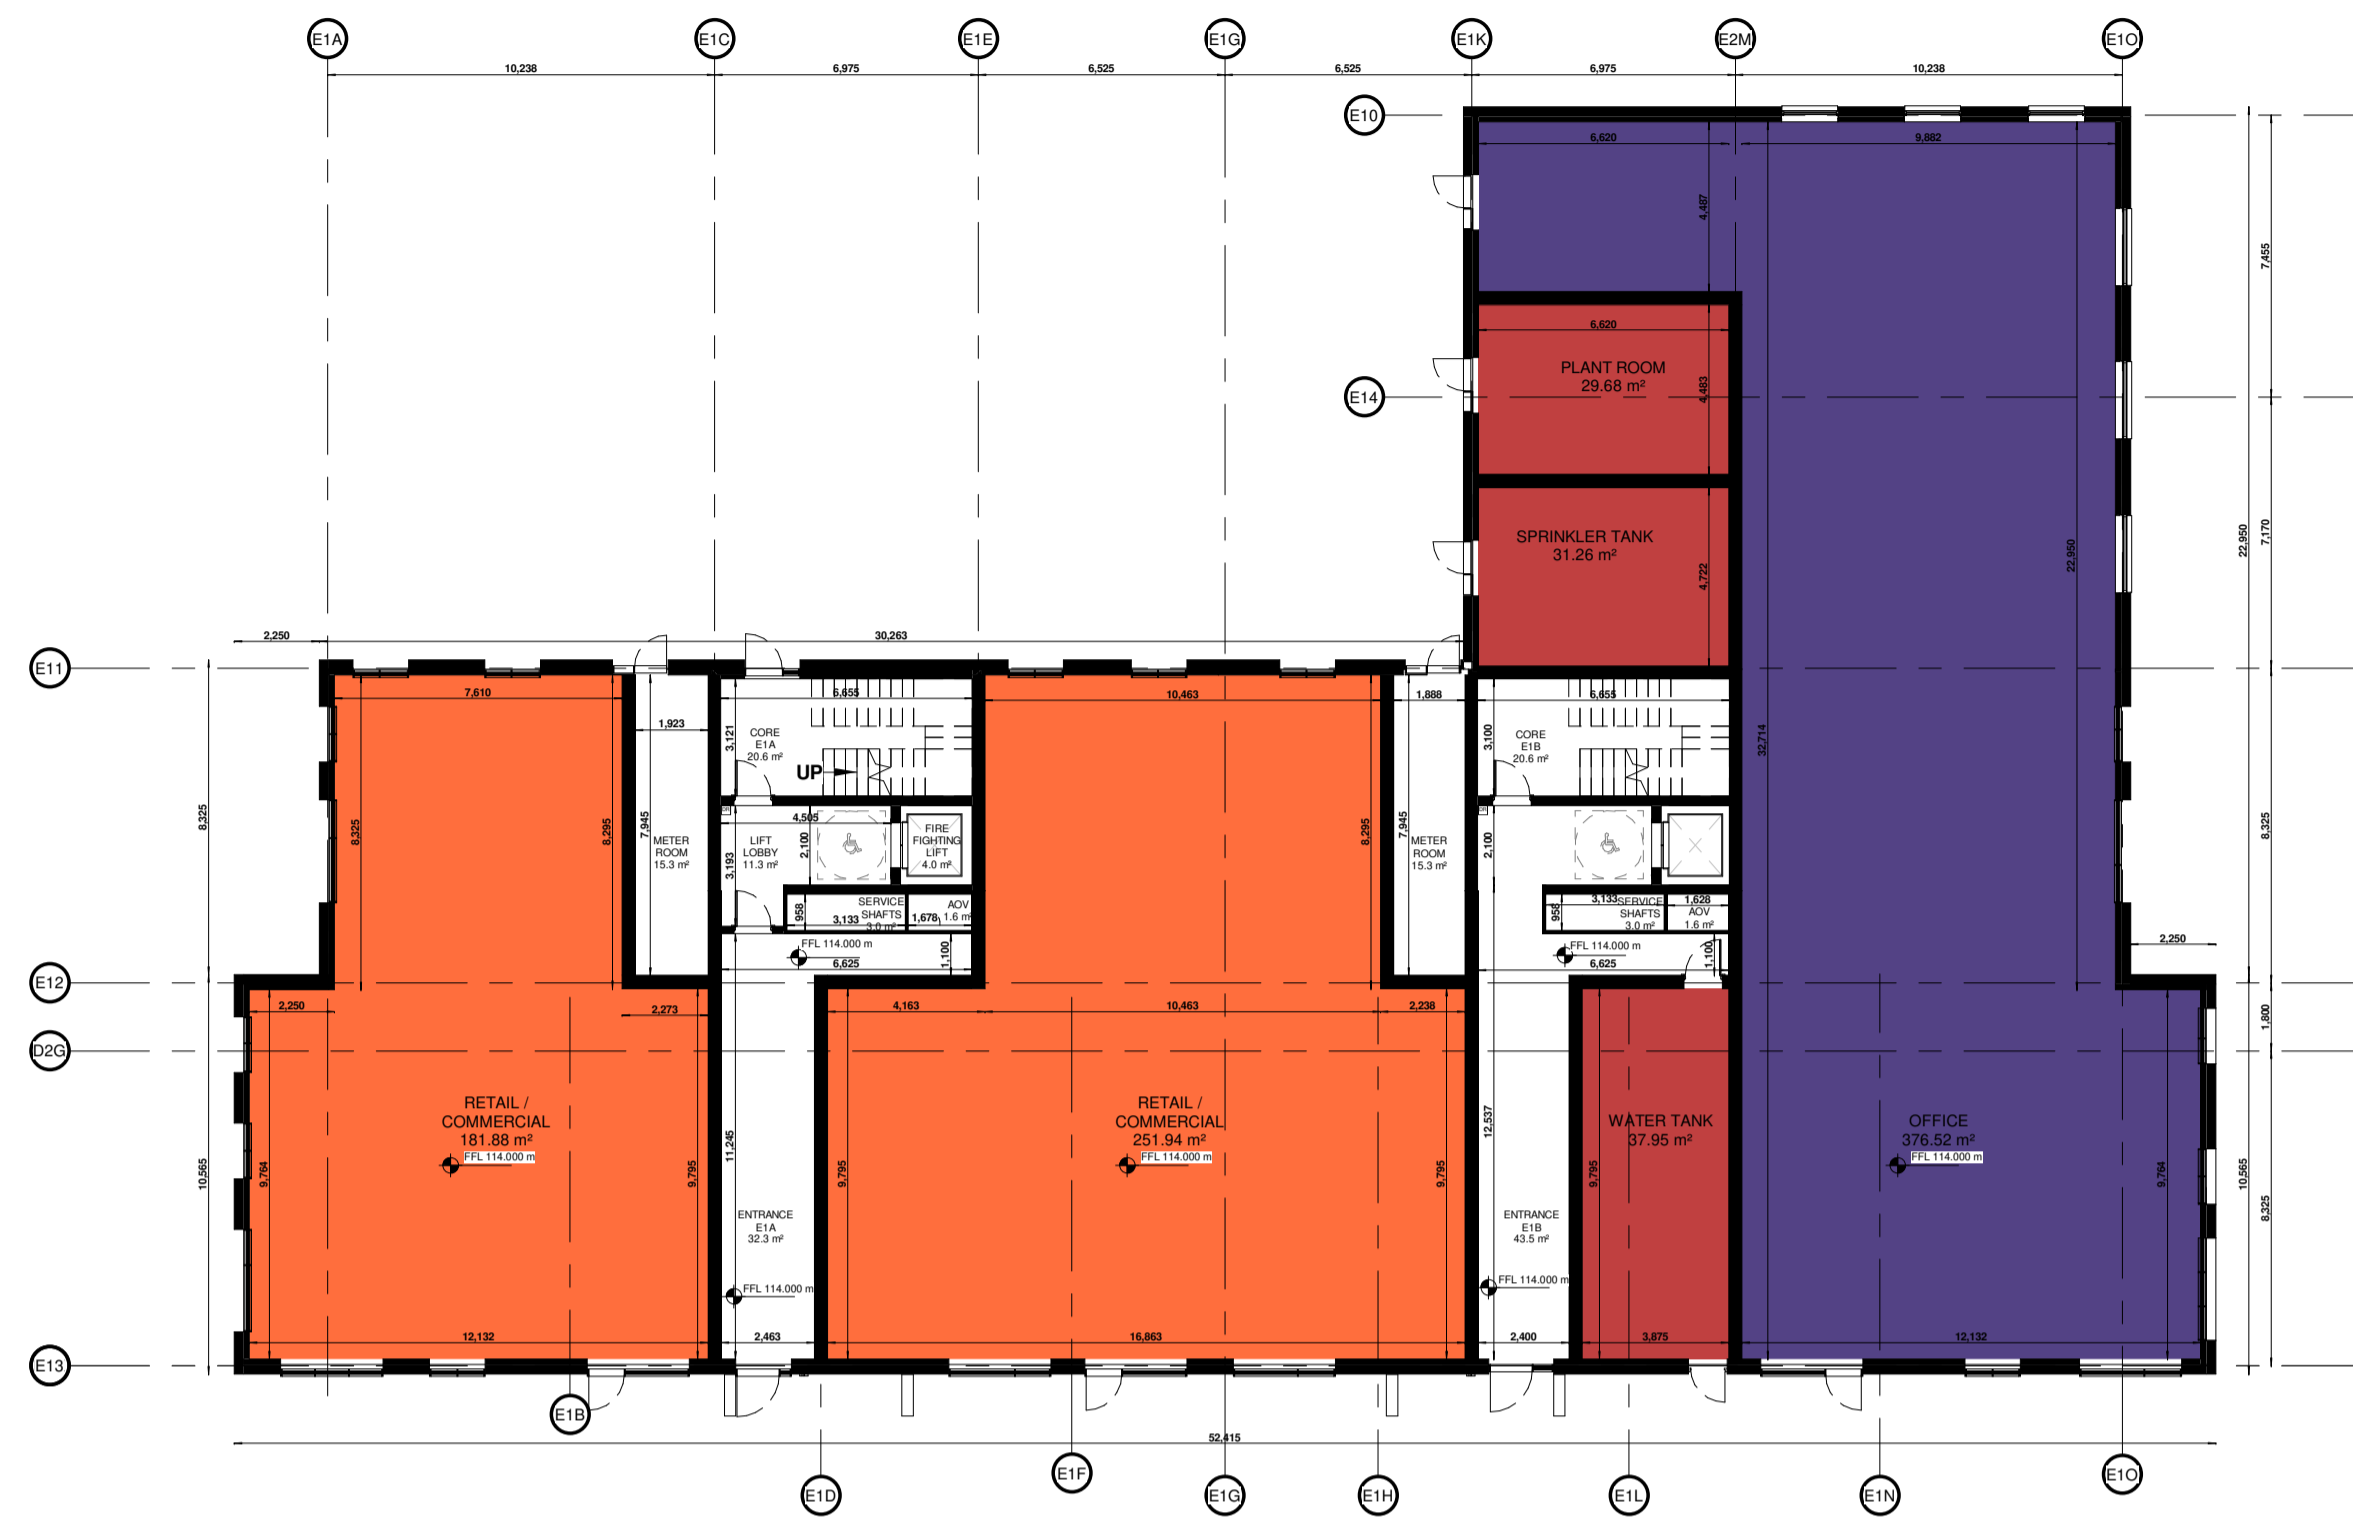 E1A
E1C
E1E
E1G
E1K
E2M
E1O
10,238
6,975
6,525
6,525
6,975
10,238
E10
6,620
9,882
4,487
7,455
6,620
PLANT ROOM
29.68 m²
4,483
E14
SPRINKLER TANK
31.26 m²
4,722
22,950
22,950
7,170
2,250
30,263
E11
7,610
1,923
6,655
10,463
1,888
6,655
3,121
CORE
E1A
20.6 m²
UP
3,100
CORE
E1B
20.6 m²
32,714
8,325
8,325
8,295
7,945
METER
ROOM
15.3 m²
4,505
3,193
LIFT
LOBBY
11.3 m²
2,100
FIRE
FIGHTING
LIFT
4.0 m²
8,295
7,945
METER
ROOM
15.3 m²
2,100
8,325
958
SERVICE
SHAFTS
3.0 m²
3,133
1,678
AOV
1.6 m²
958
3,133
SERVICE
SHAFTS
3.0 m²
1,628
AOV
1.6 m²
FFL 114.000 m
6,625
1,100
FFL 114.000 m
6,625
1,100
2,250
E12
2,250
2,273
4,163
10,463
2,238
1,800
D2G
RETAIL /
COMMERCIAL
181.88 m²
FFL 114.000 m
RETAIL /
COMMERCIAL
251.94 m²
FFL 114.000 m
WATER TANK
37.95 m²
OFFICE
376.52 m²
FFL 114.000 m
10,565
9,764
9,795
11,245
9,795
9,795
12,537
9,795
9,764
10,565
8,325
ENTRANCE
E1A
32.3 m²
FFL 114.000 m
ENTRANCE
E1B
43.5 m²
FFL 114.000 m
12,132
2,463
16,863
2,400
3,875
12,132
E13
E1B
52,415
E1D
E1F
E1G
E1H
E1L
E1N
E1O